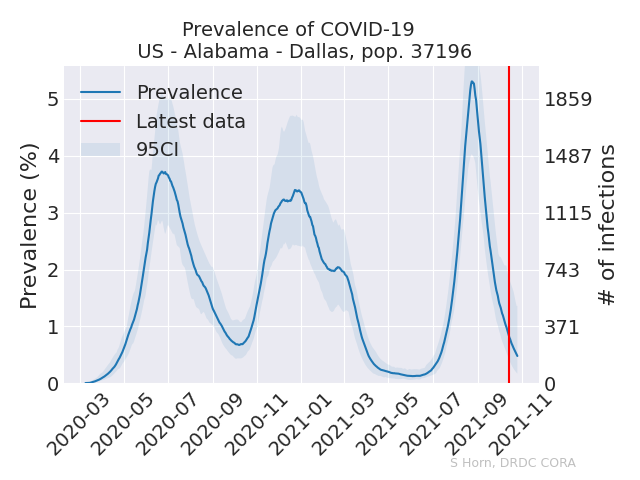 Prevalence of COVID-19
US - Alabama - Dallas, pop. 37196
Prevalence
Latest data
95CI
Prevalence (%)
5
4
3
2
1
0
1859
1487
1115
743
371
0
# of infections
2020-03
2020-05
2020-07
2020-09
2020-11
2021-01
2021-03
2021-05
2021-07
2021-09
2021-11
S Horn, DRDC CORA